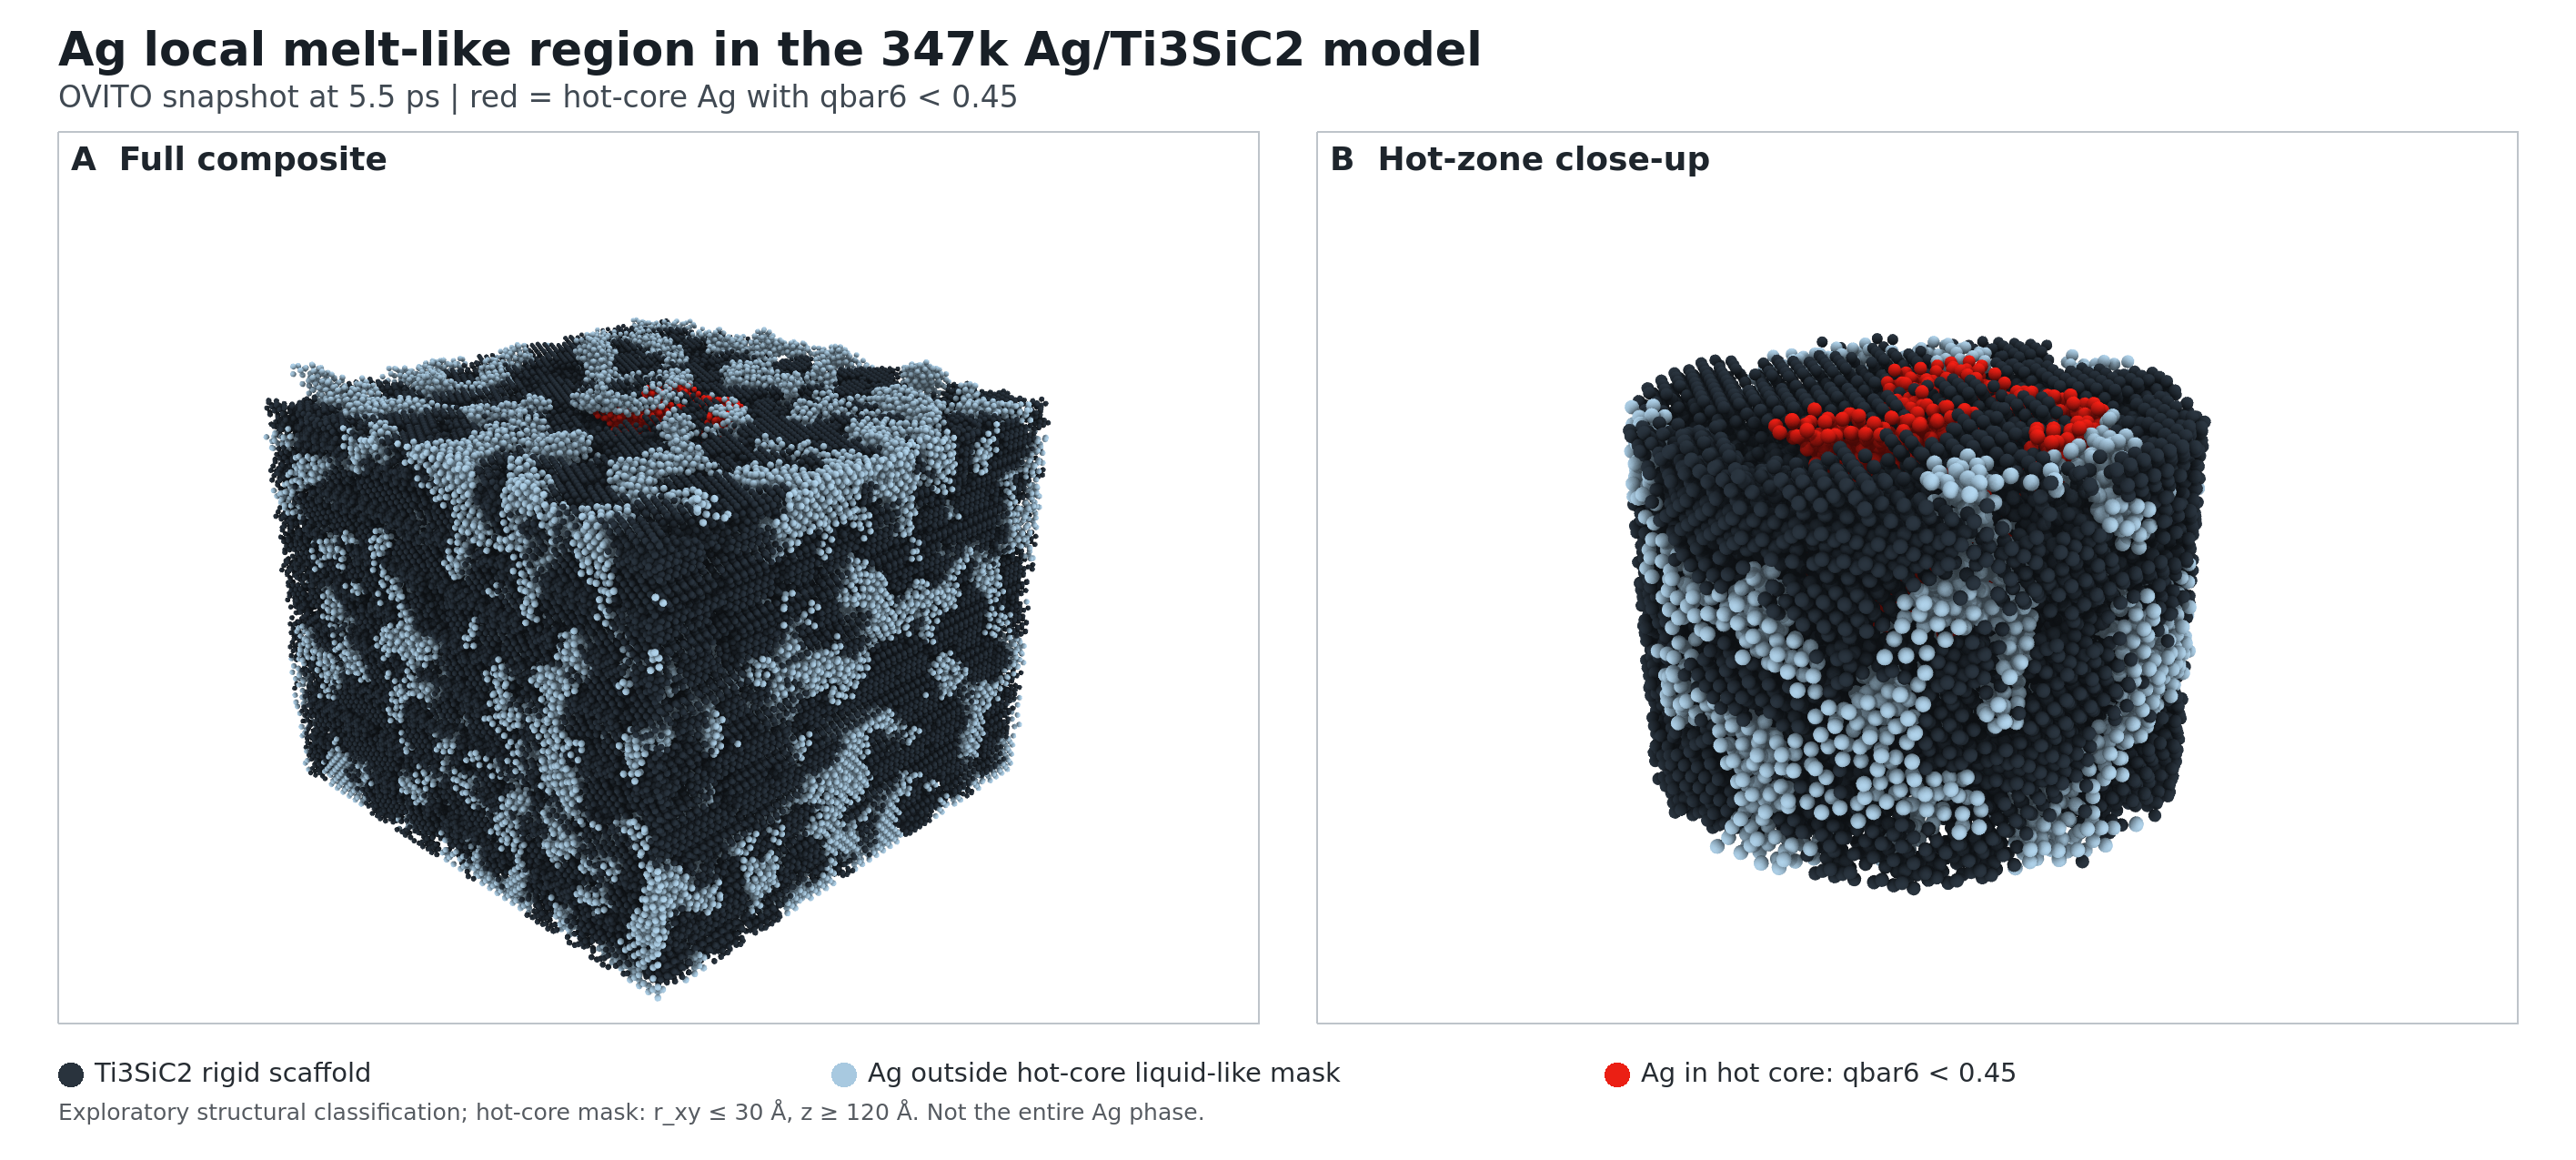 Ag local melt-like region in the 347k Ag/Ti3SiC2 model
OVITO snapshot at 5.5 ps | red = hot-core Ag with qbar6 < 0.45
A Full composite
B Hot-zone close-up
Ti3SiC2 rigid scaffold
Ag outside hot-core liquid-like mask
Ag in hot core: qbar6 < 0.45
Exploratory structural classification; hot-core mask: r_xy ≤ 30 Å, z ≥ 120 Å. Not the entire Ag phase.